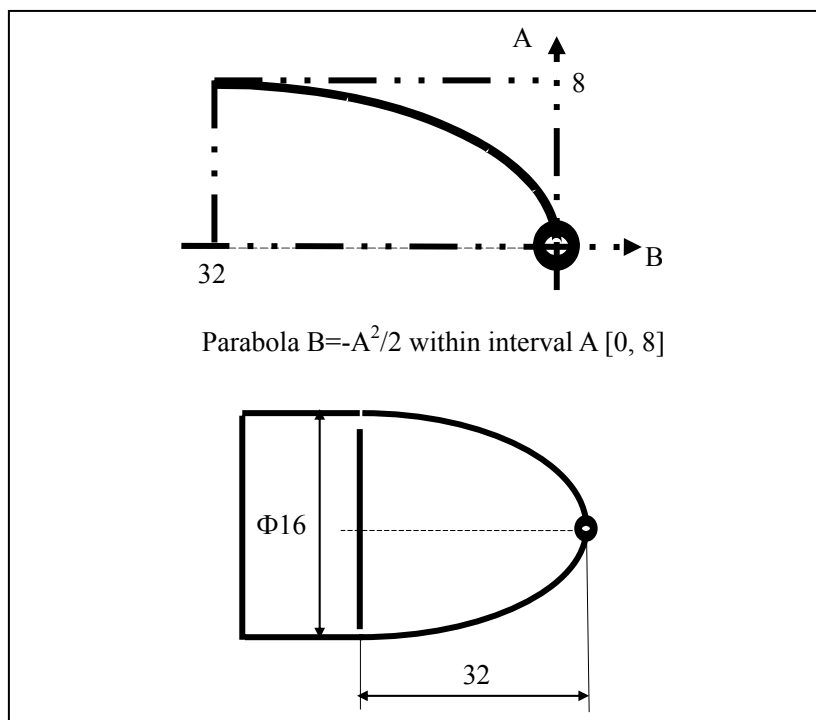 A
8
B
32
Parabola B=-A²/2 within interval A [0, 8]
Φ16
32